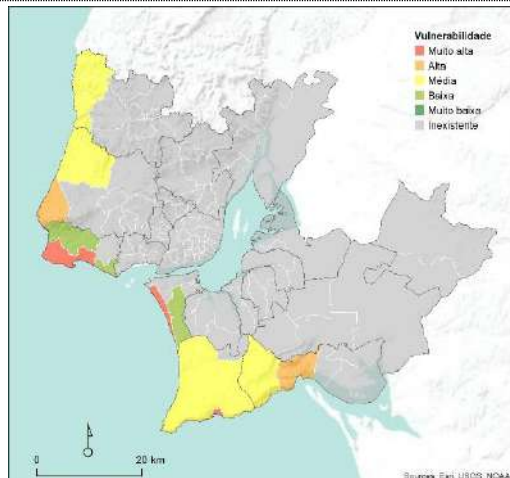 Vulnerabilidade
Muito alta
Alta
Média
Baixa
Muito baixa
Inexistente
0 20 km
Sources: Esri, USGS, NOAA